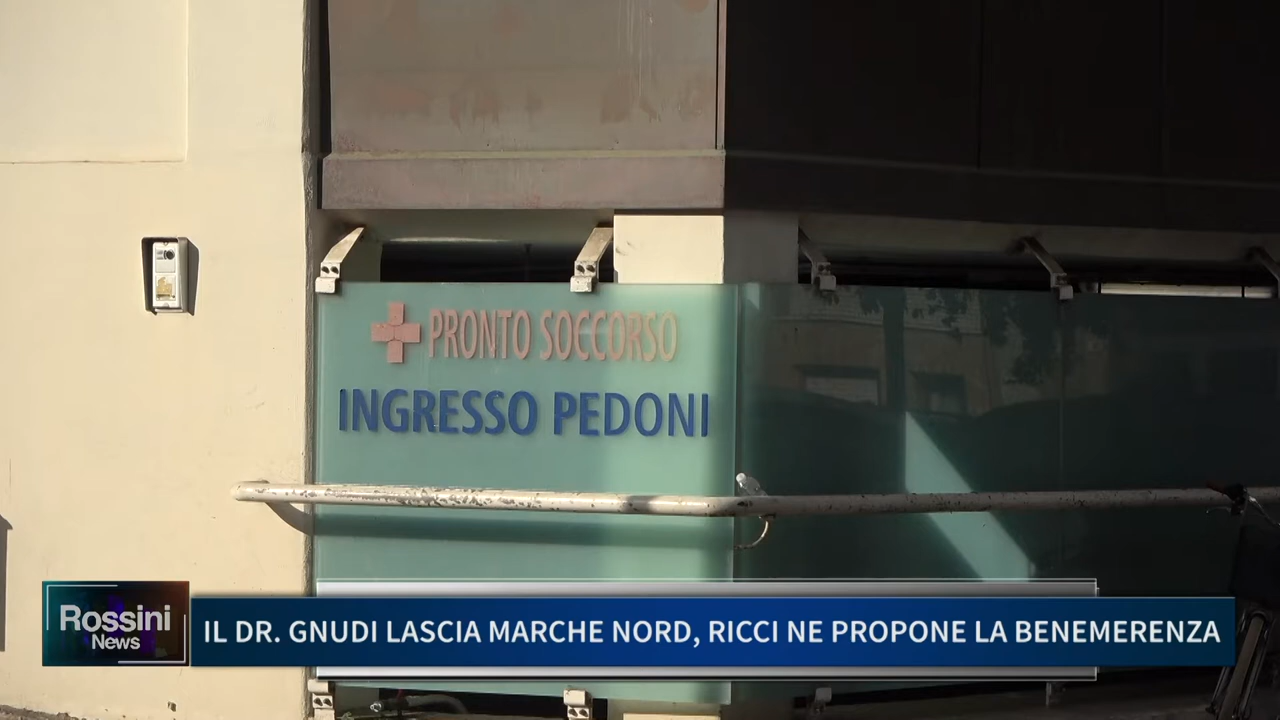 PRONTO SOCCORSO
INGRESSO PEDONI
Rossini
News
IL DR. GNUDI LASCIA MARCHE NORD, RICCI NE PROPONE LA BENEMERENZA